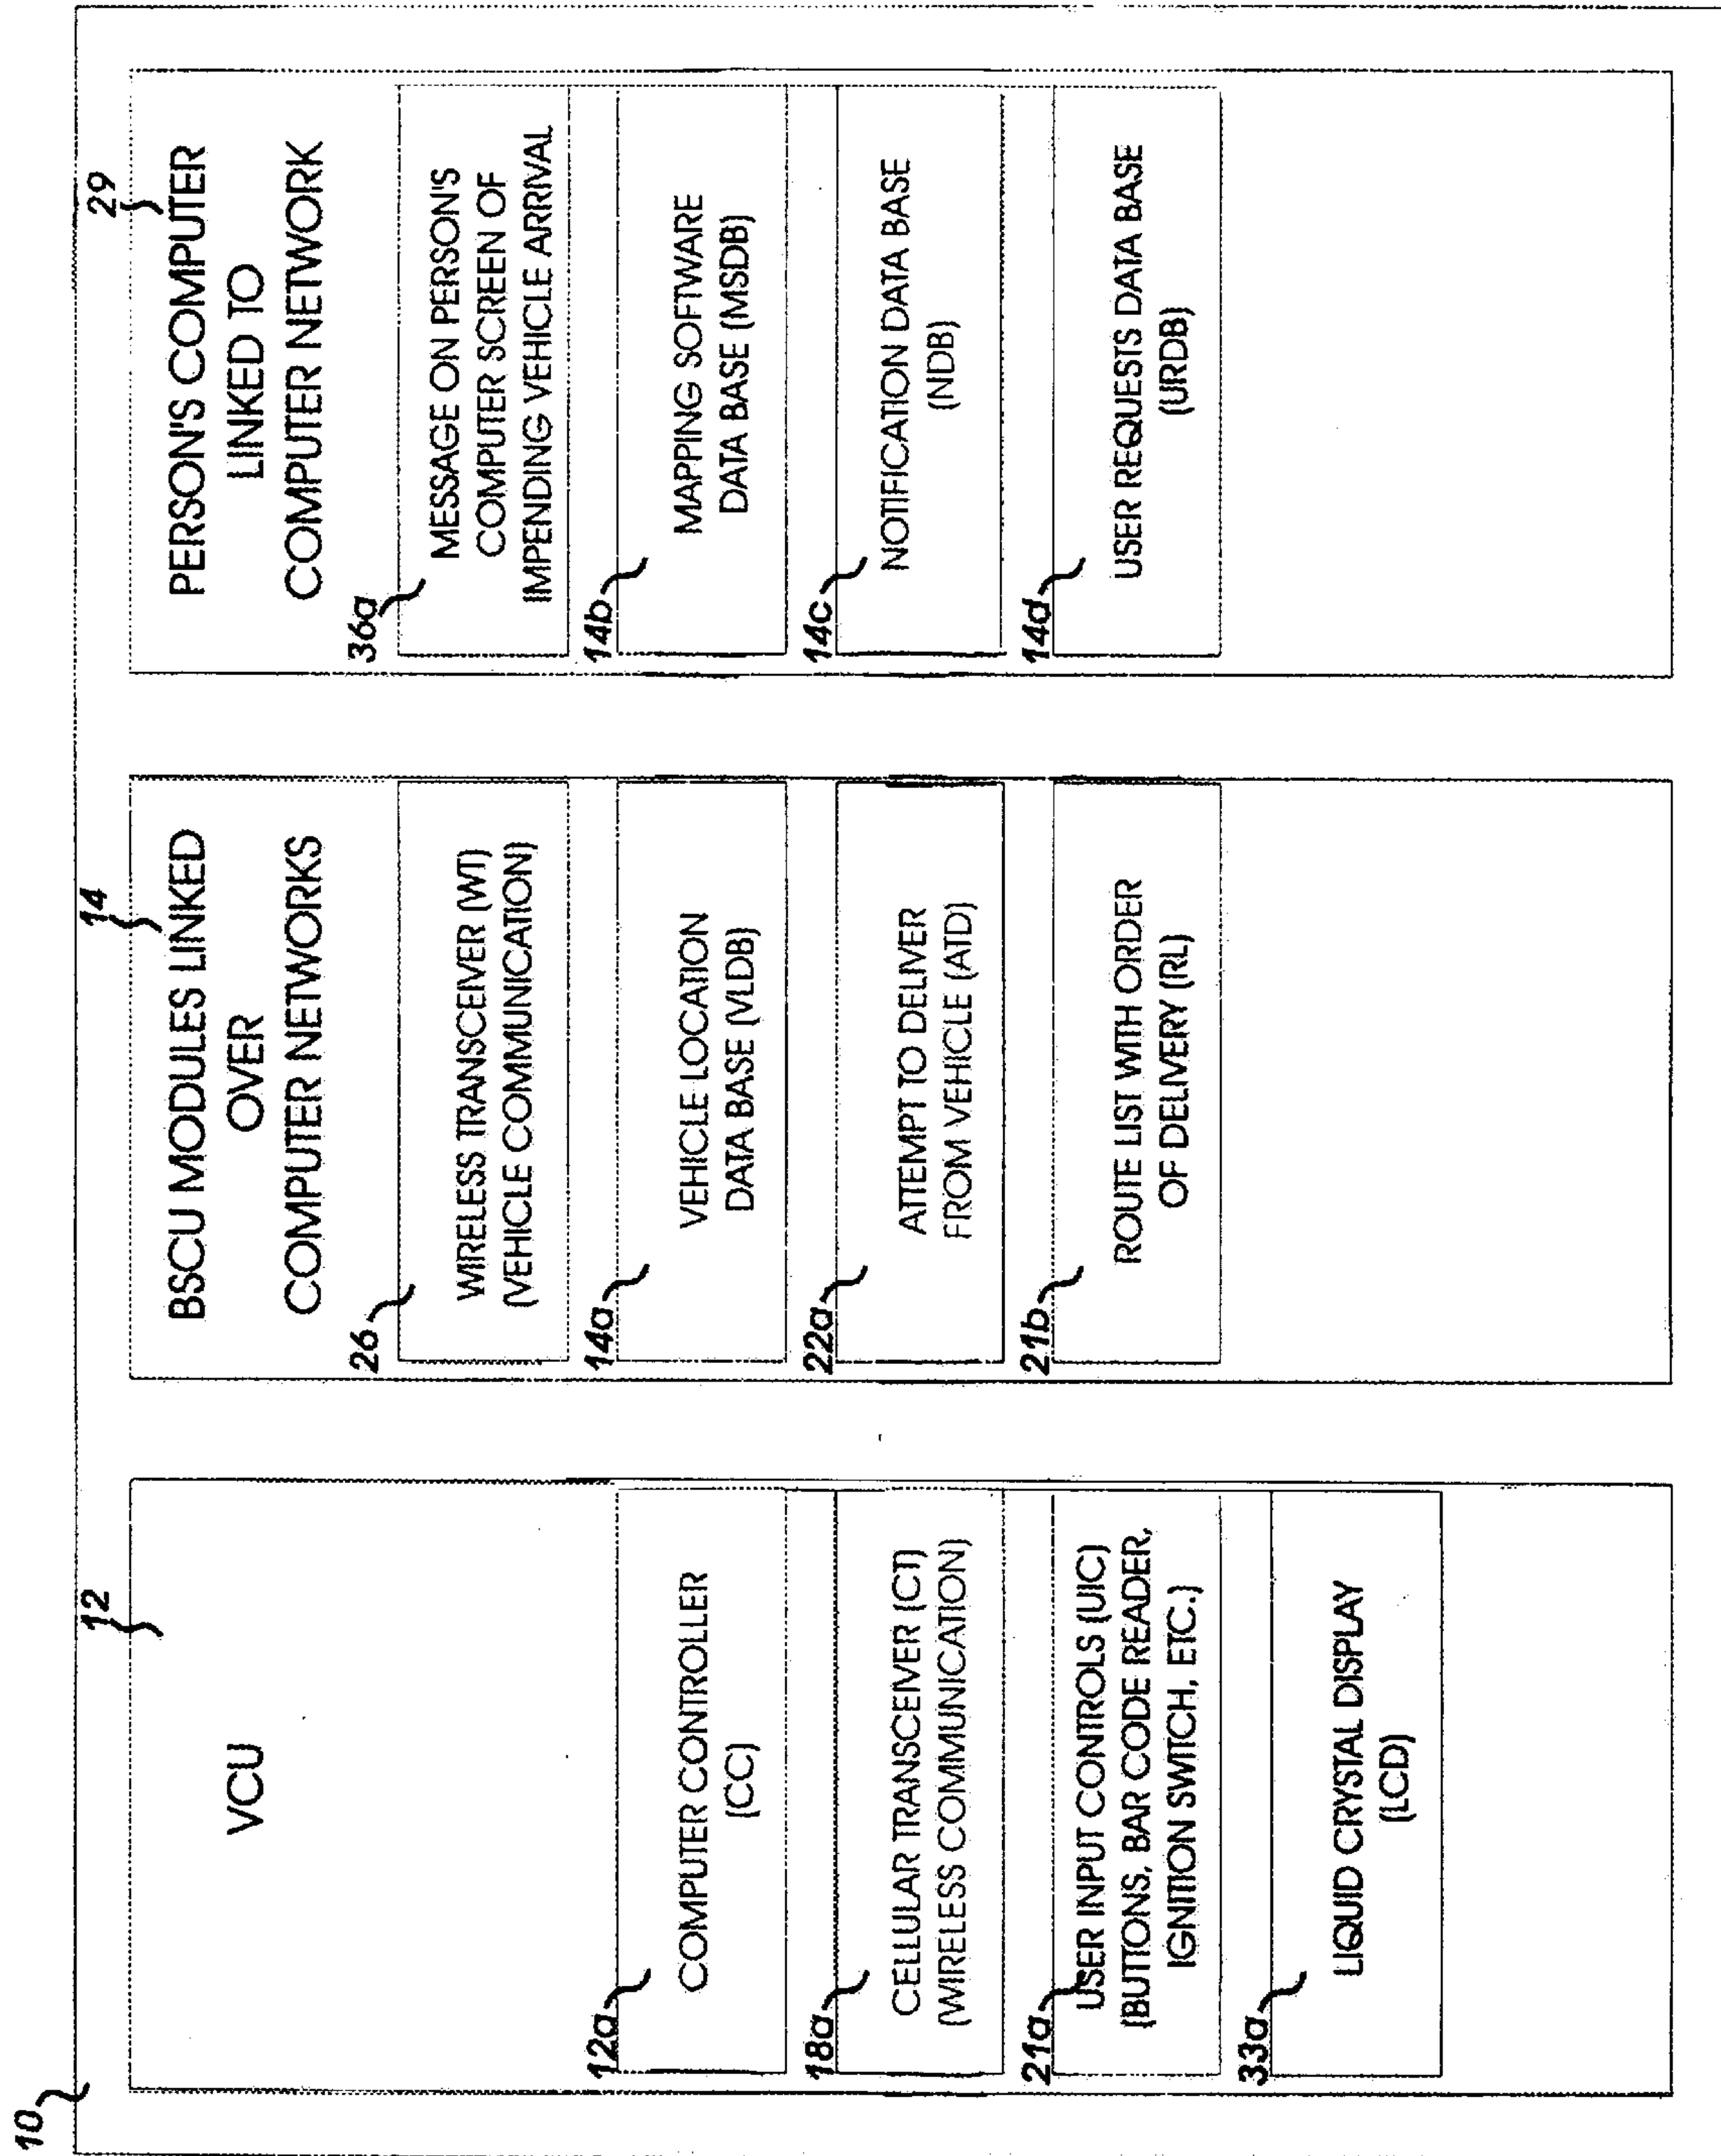 10
12
VCU
12a
COMPUTER CONTROLLER
(CC)
18a
CELLULAR TRANSCEIVER (CT)
(WIRELESS COMMUNICATION)
21a
USER INPUT CONTROLS (UIC)
(BUTTONS, BAR CODE READER,
IGNITION SWITCH, ETC.)
33a
LIQUID CRYSTAL DISPLAY
(LCD)
14
BSCU MODULES LINKED
OVER
COMPUTER NETWORKS
26
WIRELESS TRANSCEIVER (WT)
(VEHICLE COMMUNICATION)
14a
VEHICLE LOCATION
DATA BASE (VLDB)
22a
ATTEMPT TO DELIVER
FROM VEHICLE (ATD)
21b
ROUTE LIST WITH ORDER
OF DELIVERY (RL)
29
PERSON'S COMPUTER
LINKED TO
COMPUTER NETWORK
36a
MESSAGE ON PERSON'S
COMPUTER SCREEN OF
IMPENDING VEHICLE ARRIVAL
14b
MAPPING SOFTWARE
DATA BASE (MSDB)
14c
NOTIFICATION DATA BASE
(NDB)
14d
USER REQUESTS DATA BASE
(URDB)